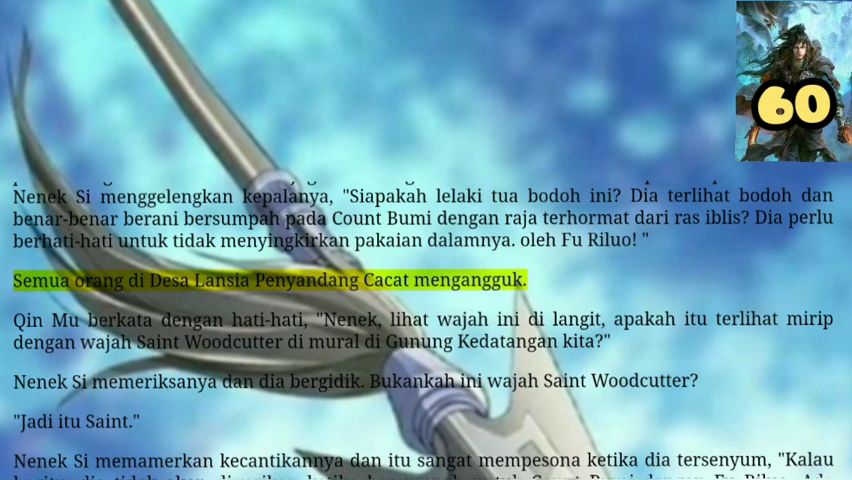 60
Nenek Si menggelengkan kepalanya, "Siapakah lelaki tua bodoh ini? Dia terlihat bodoh dan
benar-benar berani bersumpah pada Count Bumi dengan raja terhormat dari ras iblis? Dia perlu
berhati-hati untuk tidak menyingkirkan pakaian dalamnya. oleh Fu Riluo! "
Semua orang di Desa Lansia Penyandang Cacat mengangguk.
Qin Mu berkata dengan hati-hati, "Nenek, lihat wajah ini di langit, apakah itu terlihat mirip
dengan wajah Saint Woodcutter di mural di Gunung Kedatangan kita?"
Nenek Si memeriksanya dan dia bergidik. Bukankah ini wajah Saint Woodcutter?
"Jadi itu Saint."
Nenek Si memamerkan kecantikannya dan itu sangat mempesona ketika dia tersenyum, "Kalau